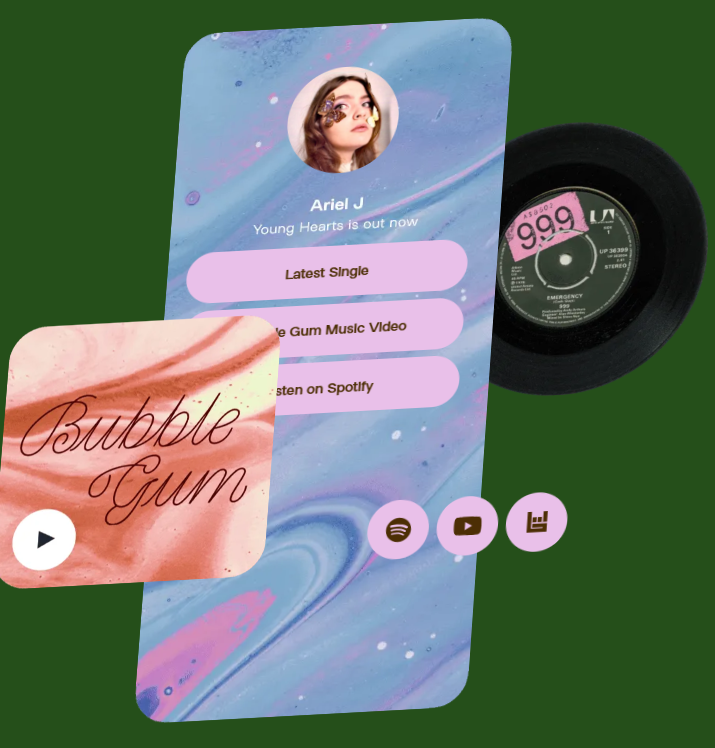 Ariel J
Young Hearts is out now
Latest Single
le Gum Music Video
sten on Spotify
Bubble
Gum
999
UP 36399
STEREO
EMERGENCY
999